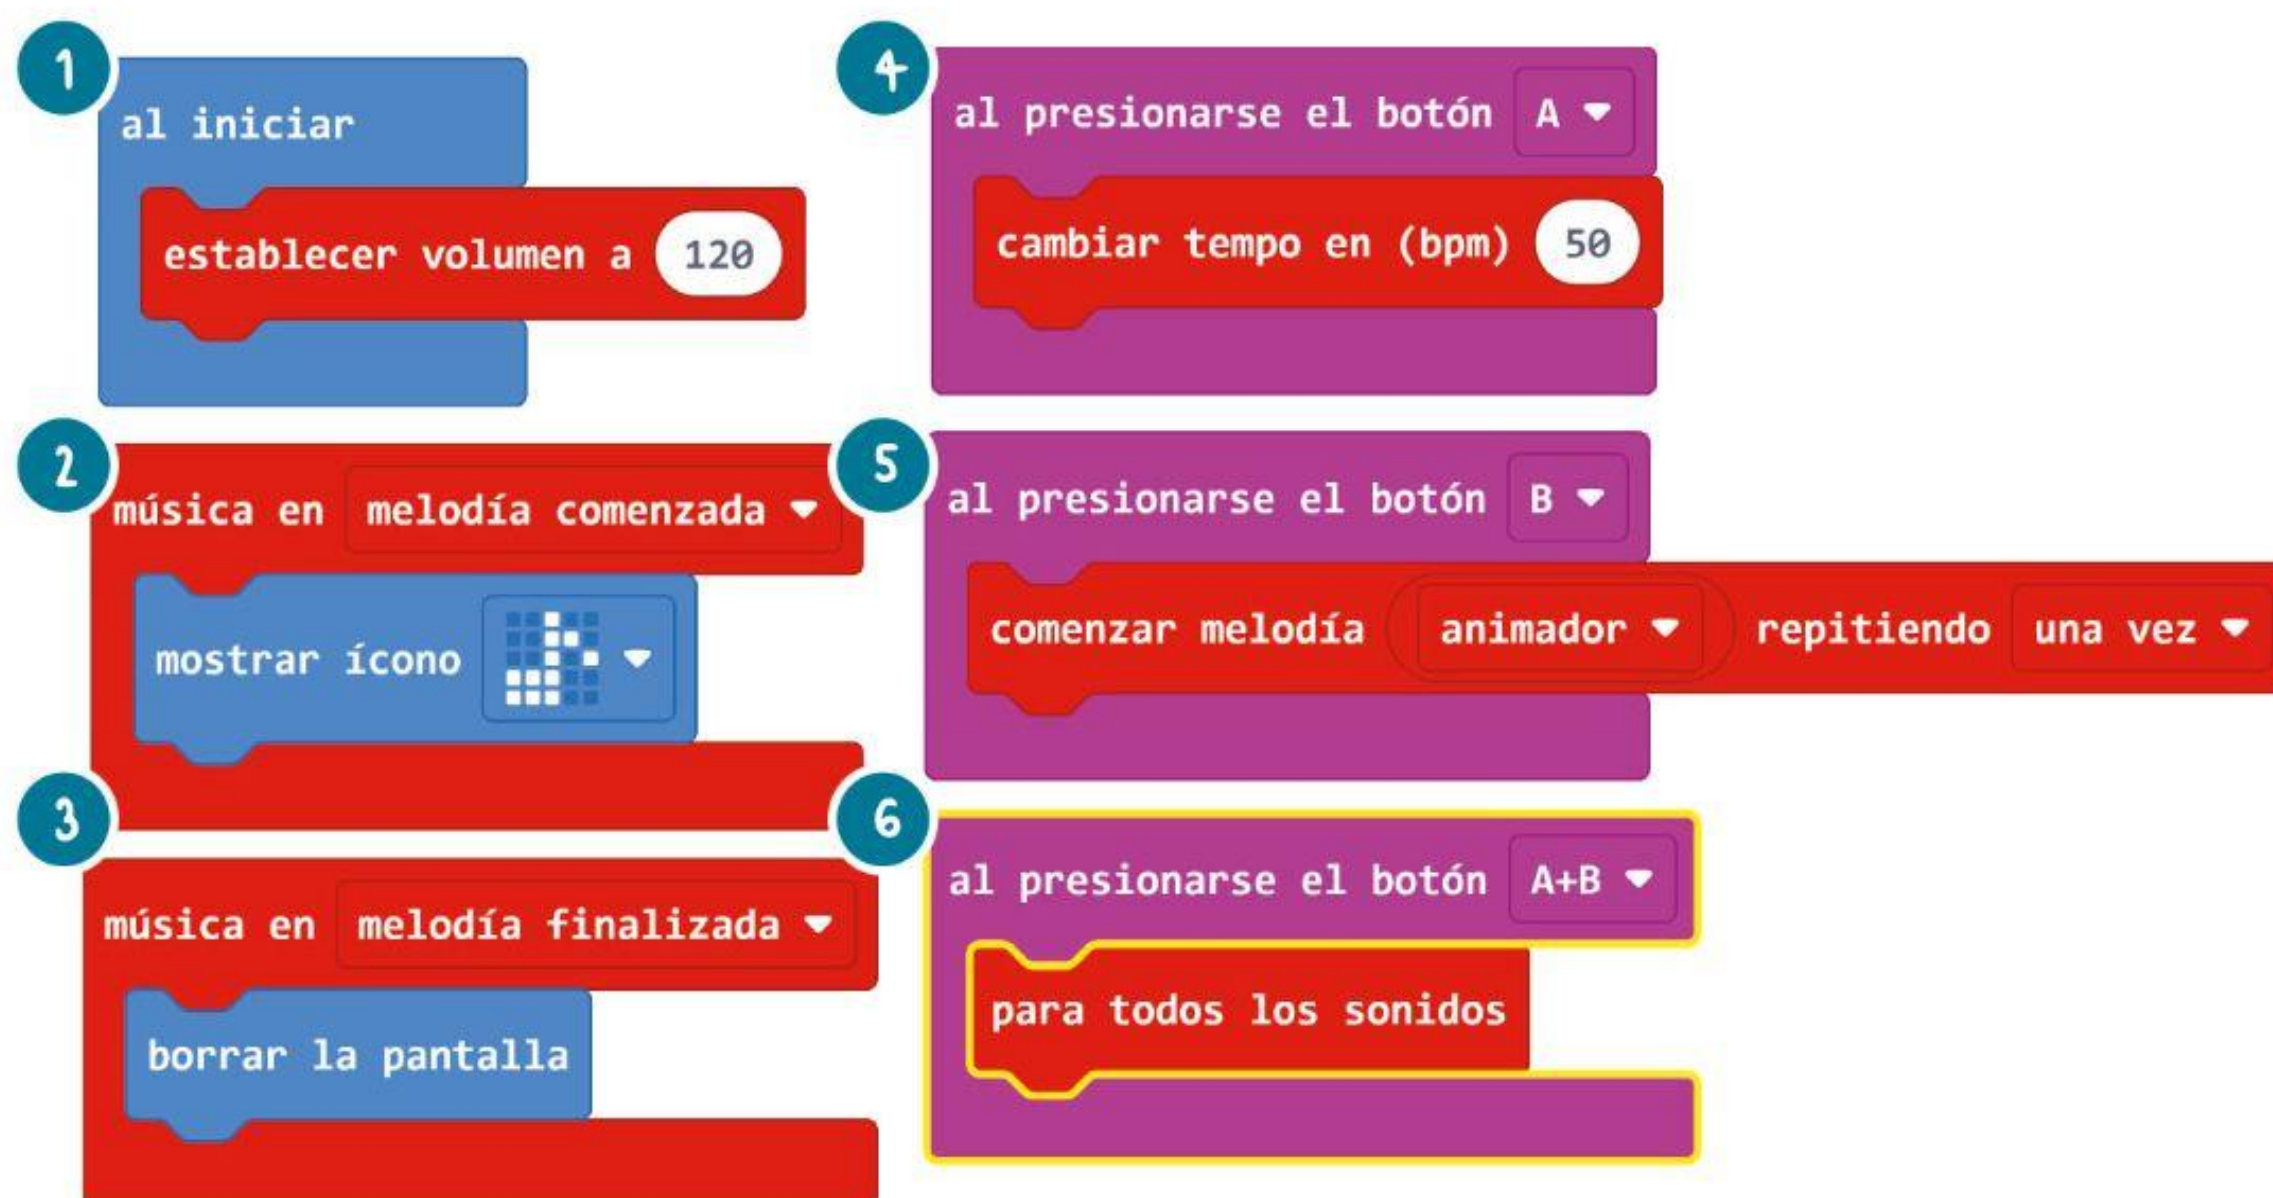 1
al iniciar
establecer volumen a 120
2
música en melodía comenzada
mostrar ícono
3
música en melodía finalizada
borrar la pantalla
4
al presionarse el botón A
cambiar tempo en (bpm) 50
5
al presionarse el botón B
comenzar melodía animador repitiendo una vez
6
al presionarse el botón A+B
para todos los sonidos